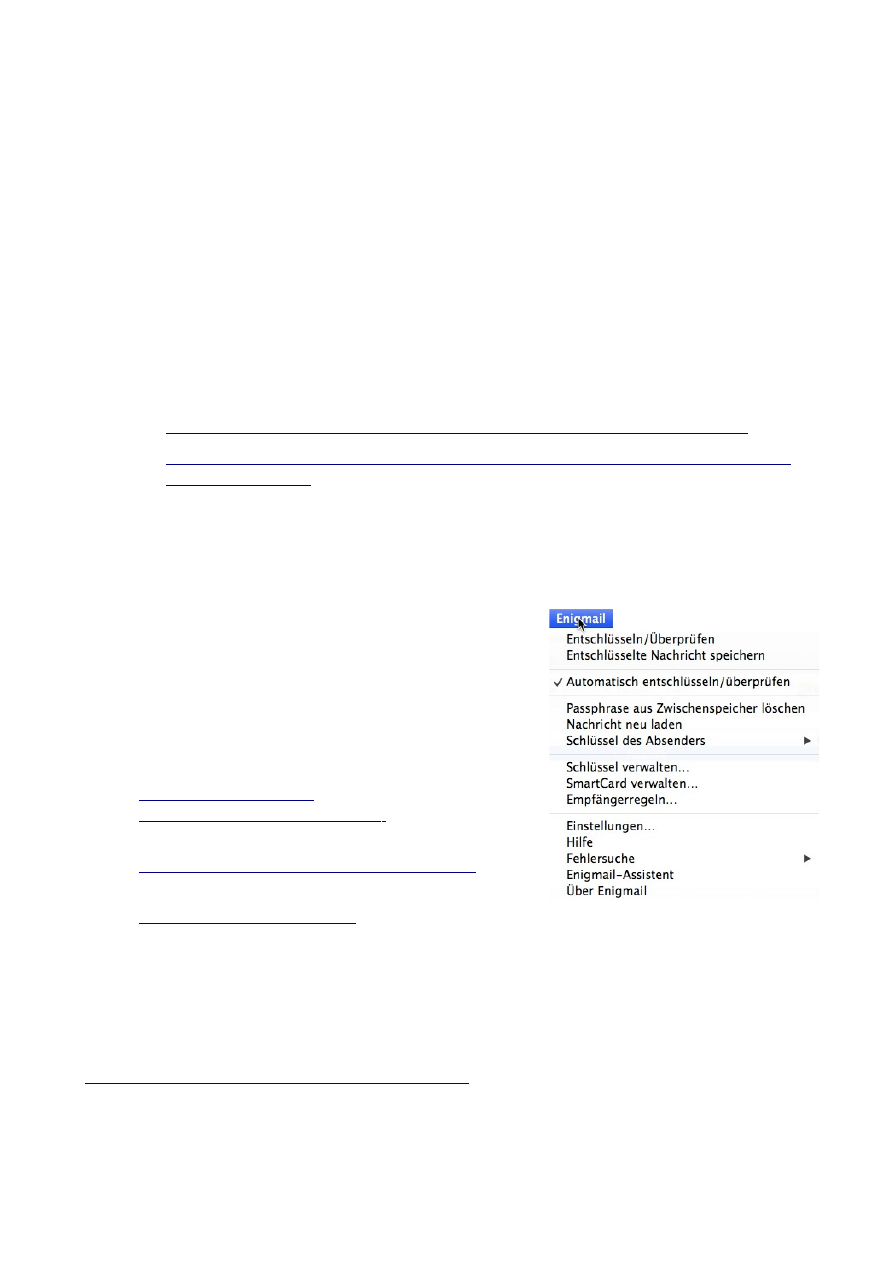 Enigmail
Entschlüsseln/Überprüfen
Entschlüsselte Nachricht speichern
✓ Automatisch entschlüsseln/überprüfen
Passphrase aus Zwischenspeicher löschen
Nachricht neu laden
Schlüssel des Absenders
Schlüssel verwalten...
SmartCard verwalten...
Empfängerregeln...
Einstellungen...
Hilfe
Fehlersuche
Enigmail-Assistent
Über Enigmail